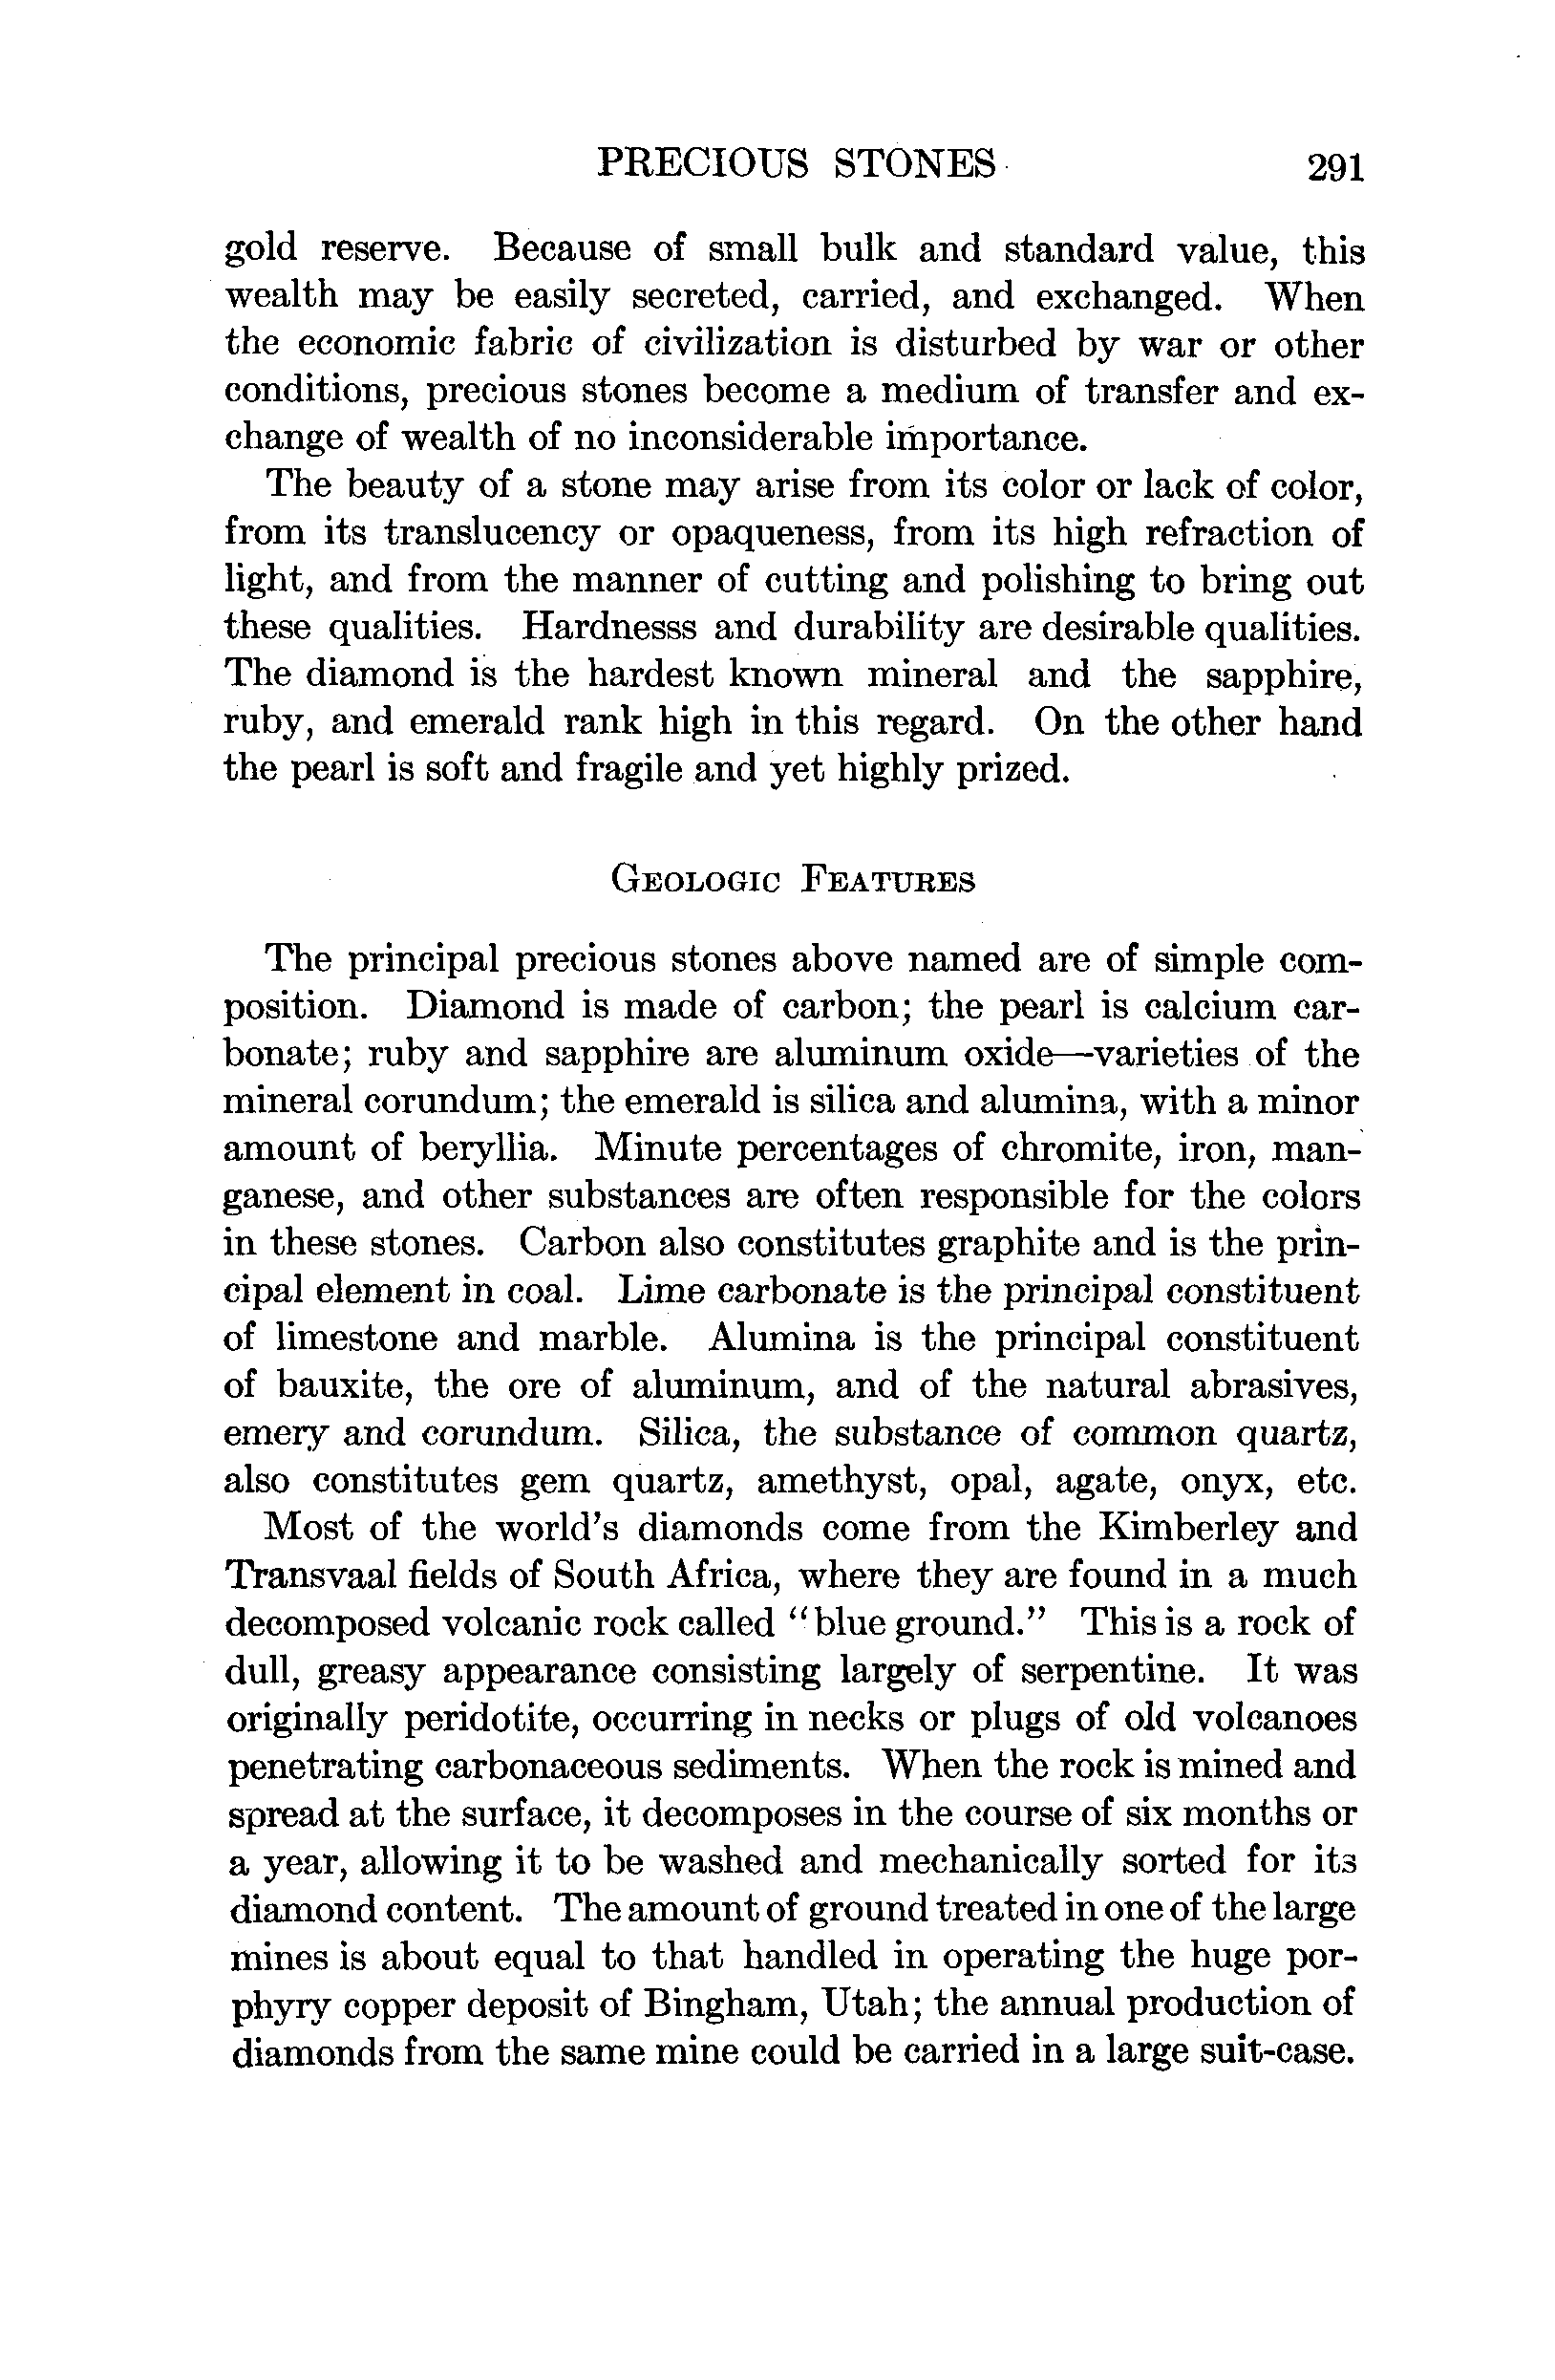 PRECIOUS STONES 291
gold reserve. Because of small bulk and standard value, this
wealth may be easily secreted, carried, and exchanged. When
the economic fabric of civilization is disturbed by war or other
conditions, precious stones become a medium of transfer and ex-
change of wealth of no inconsiderable importance.
The beauty of a stone may arise from its color or lack of color,
from its translucency or opaqueness, from its high refraction of
light, and from the manner of cutting and polishing to bring out
these qualities. Hardnesss and durability are desirable qualities.
The diamond is the hardest known mineral and the sapphire,
ruby, and emerald rank high in this regard. On the other hand
the pearl is soft and fragile and yet highly prized.
GEOLOGIC FEATURES
The principal precious stones above named are of simple com-
position. Diamond is made of carbon; the pearl is calcium car-
bonate; ruby and sapphire are aluminum oxide—varieties of the
mineral corundum; the emerald is silica and alumina, with a minor
amount of beryllia. Minute percentages of chromite, iron, man-
ganese, and other substances are often responsible for the colors
in these stones. Carbon also constitutes graphite and is the prin-
cipal element in coal. Lime carbonate is the principal constituent
of limestone and marble. Alumina is the principal constituent
of bauxite, the ore of aluminum, and of the natural abrasives,
emery and corundum. Silica, the substance of common quartz,
also constitutes gem quartz, amethyst, opal, agate, onyx, etc.
Most of the world's diamonds come from the Kimberley and
Transvaal fields of South Africa, where they are found in a much
decomposed volcanic rock called "blue ground." This is a rock of
dull, greasy appearance consisting largely of serpentine. It was
originally peridotite, occurring in necks or plugs of old volcanoes
penetrating carbonaceous sediments. When the rock is mined and
spread at the surface, it decomposes in the course of six months or
a year, allowing it to be washed and mechanically sorted for its
diamond content. The amount of ground treated in one of the large
mines is about equal to that handled in operating the huge por-
phyry copper deposit of Bingham, Utah; the annual production of
diamonds from the same mine could be carried in a large suit-case.